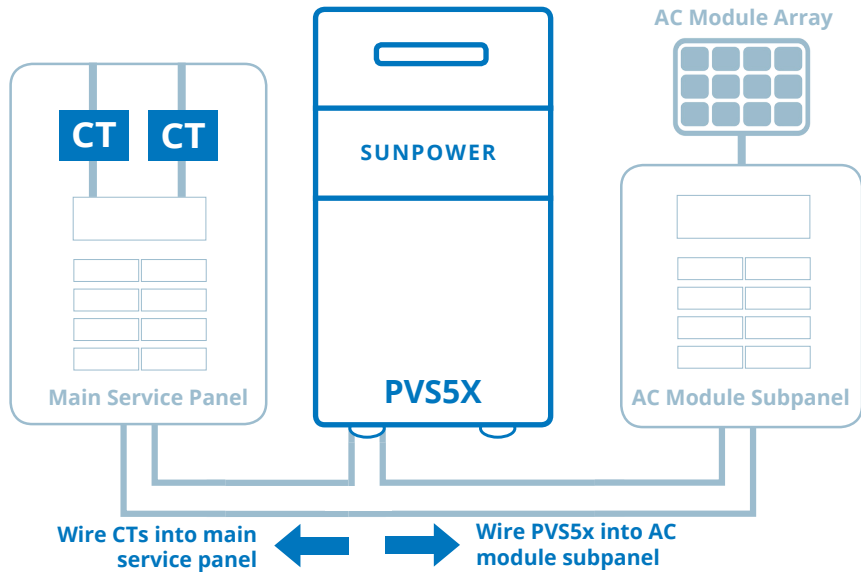 AC Module Array
CT
CT
SUNPOWER
PVS5X
Main Service Panel
AC Module Subpanel
Wire CTs into main
service panel
Wire PVS5x into AC
module subpanel